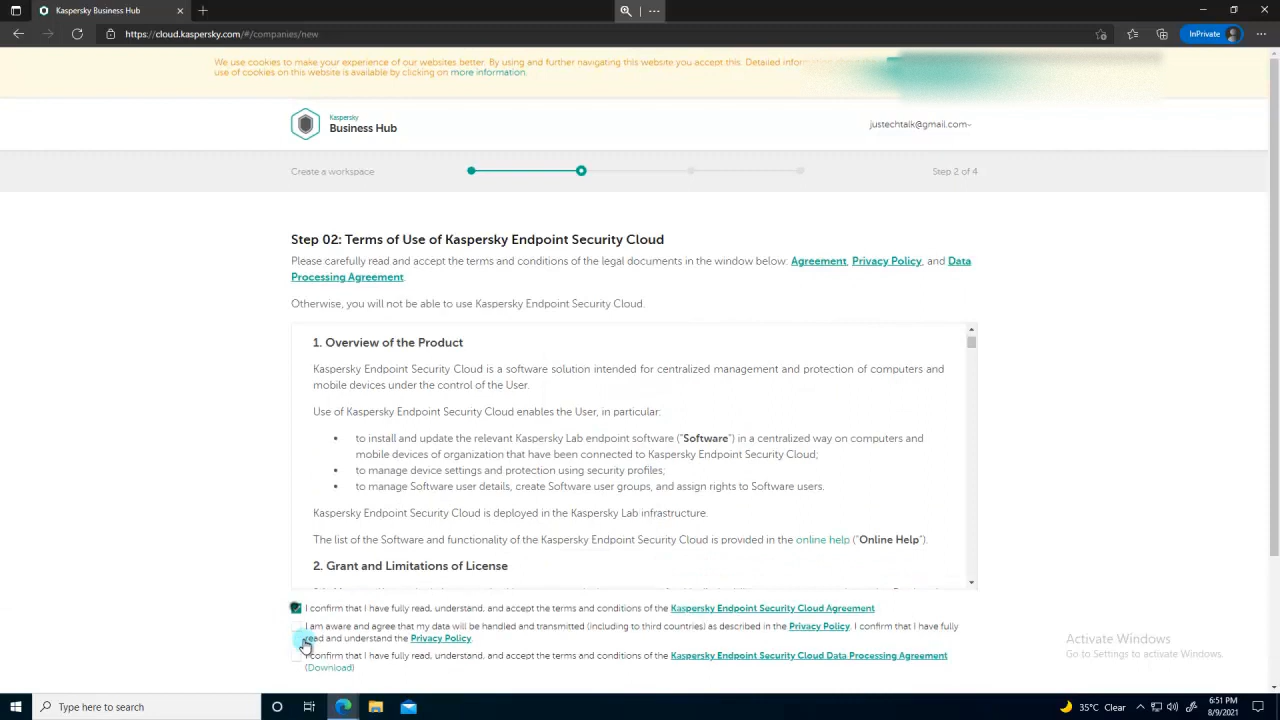 Kaspersky Business Hub
https://cloud.kaspersky.com/#/companies/new
InPrivate
We use cookies to make your experience of our websites better. By using and further navigating this website you accept this. Detailed
use of cookies on this website is available by clicking on more information.
Kaspersky
Business Hub
justechtalk@gmail.com
Create a workspace
Step 2 of 4
Step 02: Terms of Use of Kaspersky Endpoint Security Cloud
Please carefully read and accept the terms and conditions of the legal documents in the window below: Agreement, Privacy Policy, and Data
Processing Agreement.
Otherwise, you will not be able to use Kaspersky Endpoint Security Cloud.
1. Overview of the Product
Kaspersky Endpoint Security Cloud is a software solution intended for centralized management and protection of computers and
mobile devices under the control of the User.
Use of Kaspersky Endpoint Security Cloud enables the User, in particular:
• to install and update the relevant Kaspersky Lab endpoint software ("Software") in a centralized way on computers and
mobile devices of organization that have been connected to Kaspersky Endpoint Security Cloud;
• to manage device settings and protection using security profiles;
• to manage Software user details, create Software user groups, and assign rights to Software users.
Kaspersky Endpoint Security Cloud is deployed in the Kaspersky Lab infrastructure.
The list of the Software and functionality of the Kaspersky Endpoint Security Cloud is provided in the online help ("Online Help").
2. Grant and Limitations of License
I confirm that I have fully read, understand, and accept the terms and conditions of the Kaspersky Endpoint Security Cloud Agreement
I am aware and agree that my data will be handled and transmitted (including to third countries) as described in the Privacy Policy. I confirm that I have fully
read and understand the Privacy Policy.
I confirm that I have fully read, understand, and accept the terms and conditions of the Kaspersky Endpoint Security Cloud Data Processing Agreement
(Download)
Activate Windows
Go to Settings to activate Windows.
Type here to search
35°C Clear
6:51 PM
8/9/2021